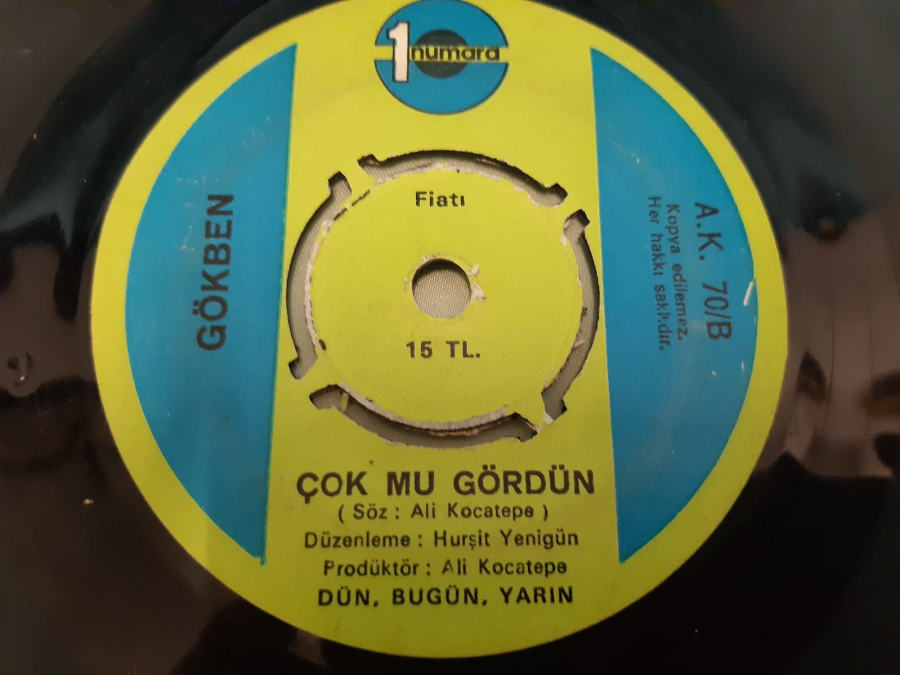 1 numara
GÖKBEN
Fiatı
15 TL.
A.K. 70/B
Kopya edilemez.
Her hakkı saklıdır.
ÇOK MU GÖRDÜN
( Söz : Ali Kocatepe )
Düzenleme : Hurşit Yenigün
Prodüktör : Ali Kocatepe
DÜN, BUGÜN, YARIN